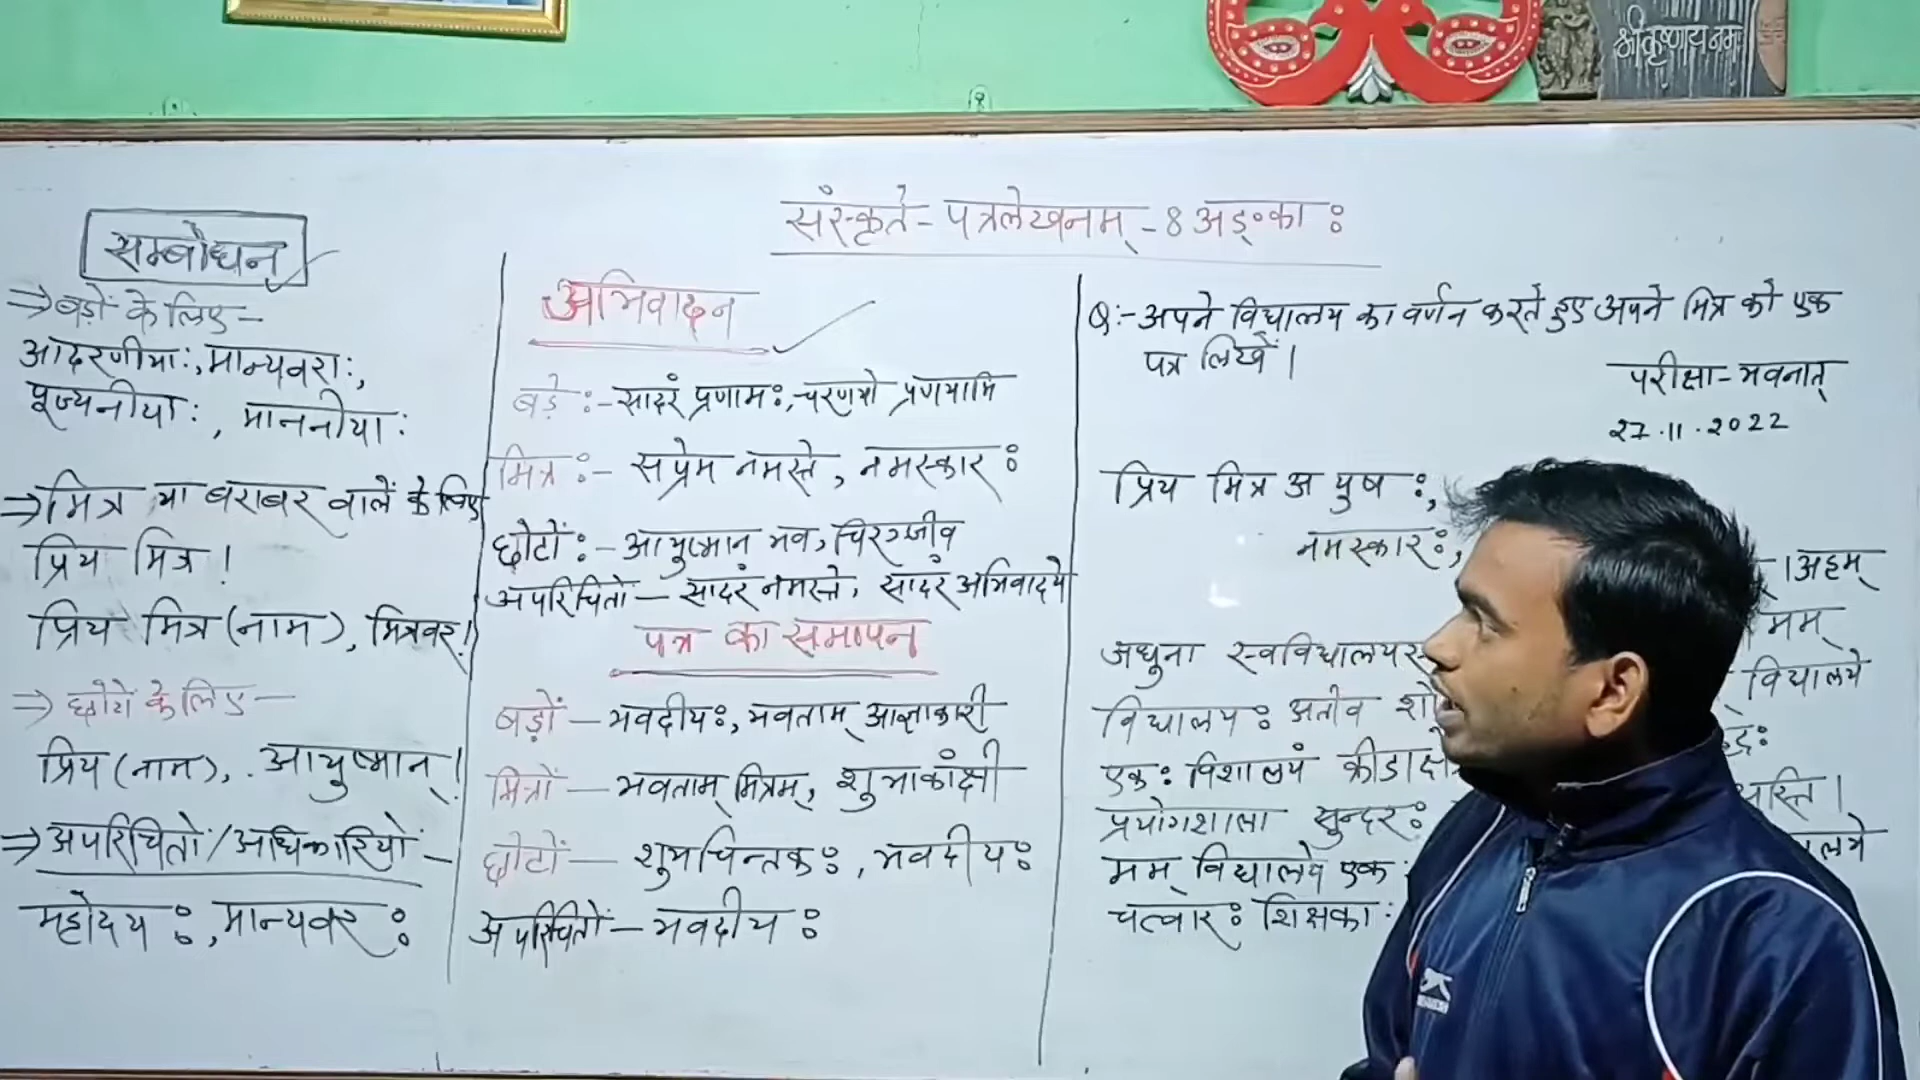 श्रीकृष्णाय नमः
संस्कृते - पत्रलेखनम् - 8 अङ्काः
सम्बोधन
⇒ बड़ों के लिए -
आदरणीयाः, मान्यवराः,
पूज्यनीयाः, माननीयाः
⇒ मित्र या बराबर वालें के लिए
प्रिय मित्र !
प्रिय मित्र (नाम), मित्रवर !
⇒ छोटों के लिए -
प्रिय (नाम), आयुष्मान् !
⇒ अपरिचितों / अधिकारियों -
महोदयः, मान्यवरः
अभिवादन
बड़े :- सादरं प्रणामः, चरणयो प्रणयामि
मित्र :- सप्रेम नमस्ते, नमस्कारः
छोटों :- आयुष्मान भव, चिरञ्जीव
अपरिचितों - सादरं नमस्ते, सादरं अभिवादये
पत्र का समापन
बड़ों - भवदीयः, भवताम् आज्ञाकारी
मित्रों - भवताम् मित्रम्, शुभाकांक्षी
छोटों - शुभचिन्तकः, भवदीयः
अपरिचितों - भवदीयः
Q:- अपने विद्यालय का वर्णन करते हुए अपने मित्र को एक
पत्र लिखें ।
परीक्षा - भवनात्
27.11.2022
प्रिय मित्र अयुषः,
नमस्कारः,
। अहम्
अधुना स्वविद्यालयस् मम्
विद्यालयः अतीव विद्यालये
एकः विशालयं
प्रयोगशाला सुन्दरः अस्ति ।
मम् विद्यालये एक
चत्वारः शिक्षकाः